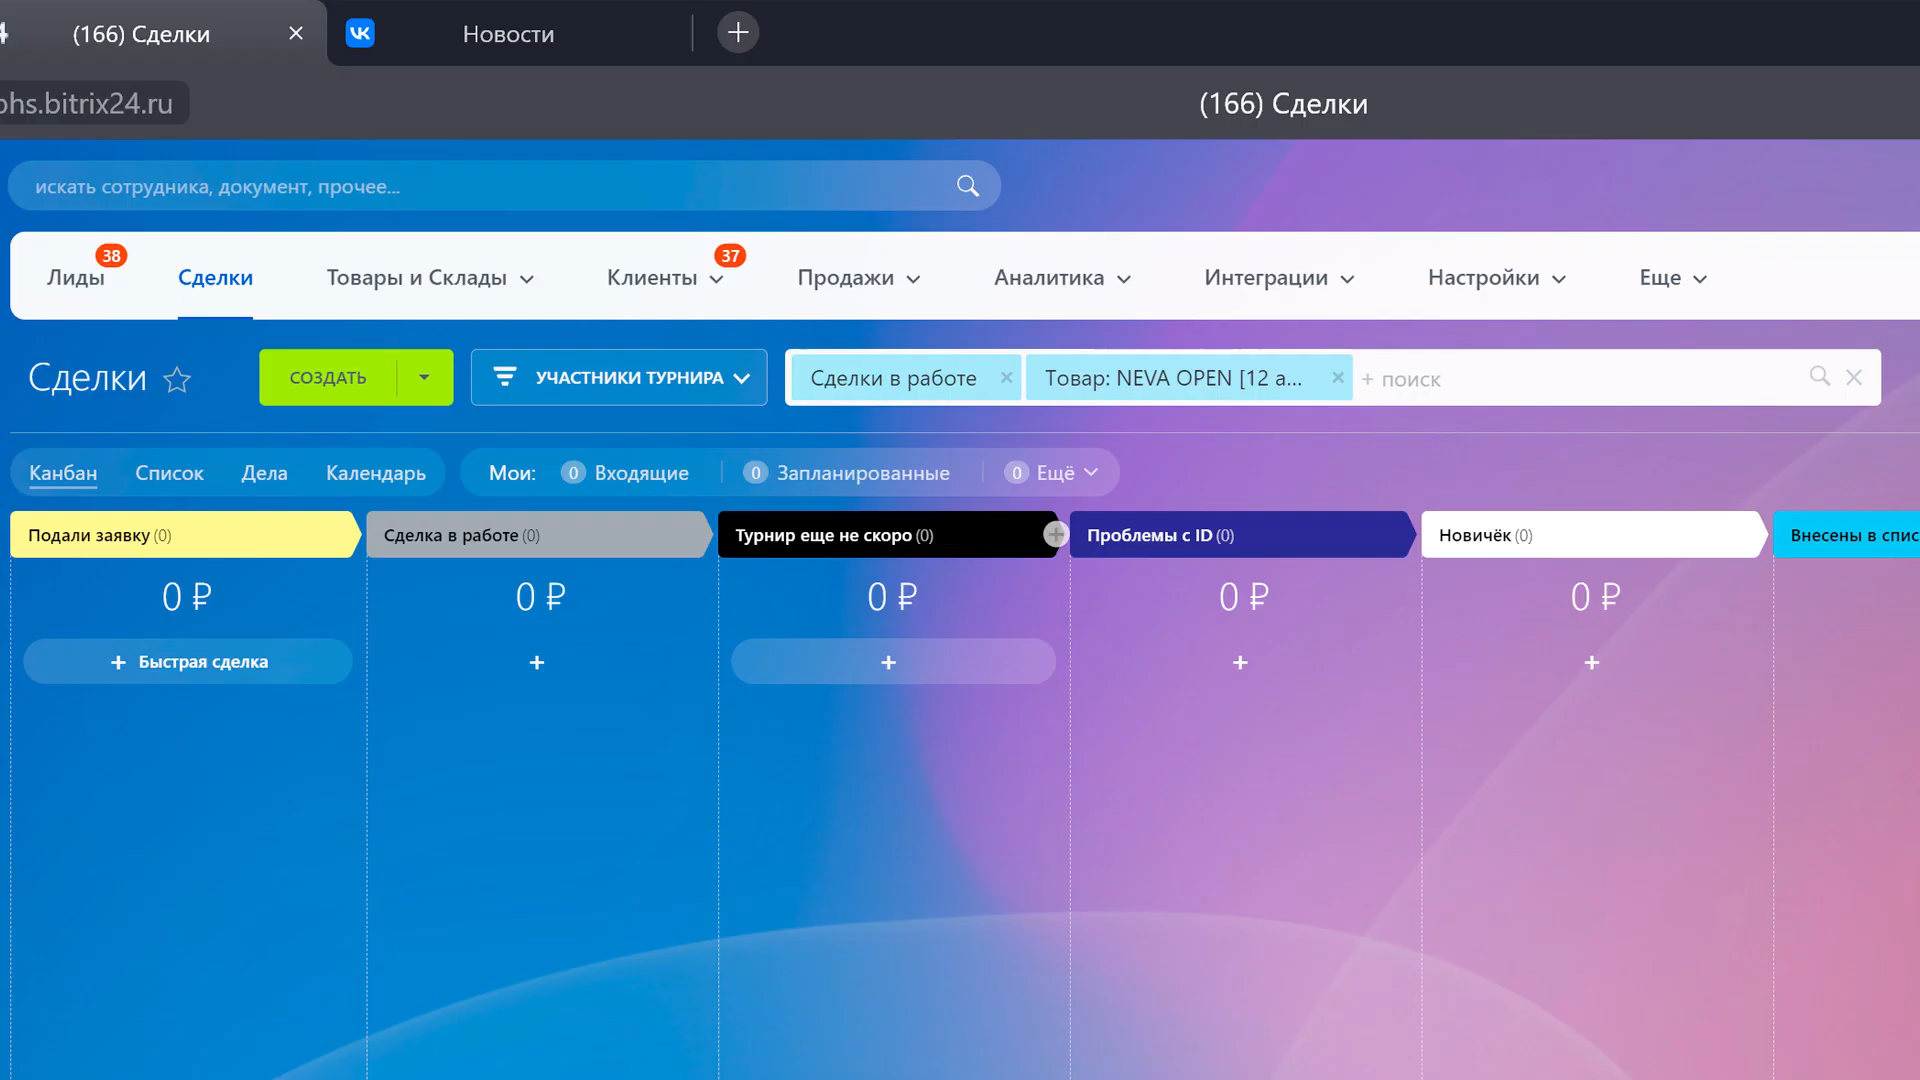 4 (166) Сделки Новости
phs.bitrix24.ru (166) Сделки
искать сотрудника, документ, прочее...
38 37
Лиды Сделки Товары и Склады Клиенты Продажи Аналитика Интеграции Настройки Еще
Сделки СОЗДАТЬ УЧАСТНИКИ ТУРНИРА Сделки в работе Товар: NEVA OPEN [12 а... + поиск
Канбан Список Дела Календарь Мои: 0 Входящие 0 Запланированные 0 Ещё
Подали заявку (0) Сделка в работе (0) Турнир еще не скоро (0) Проблемы с ID (0) Новичёк (0) Внесены в спис
0 ₽ 0 ₽ 0 ₽ 0 ₽ 0 ₽
+ Быстрая сделка + + + +